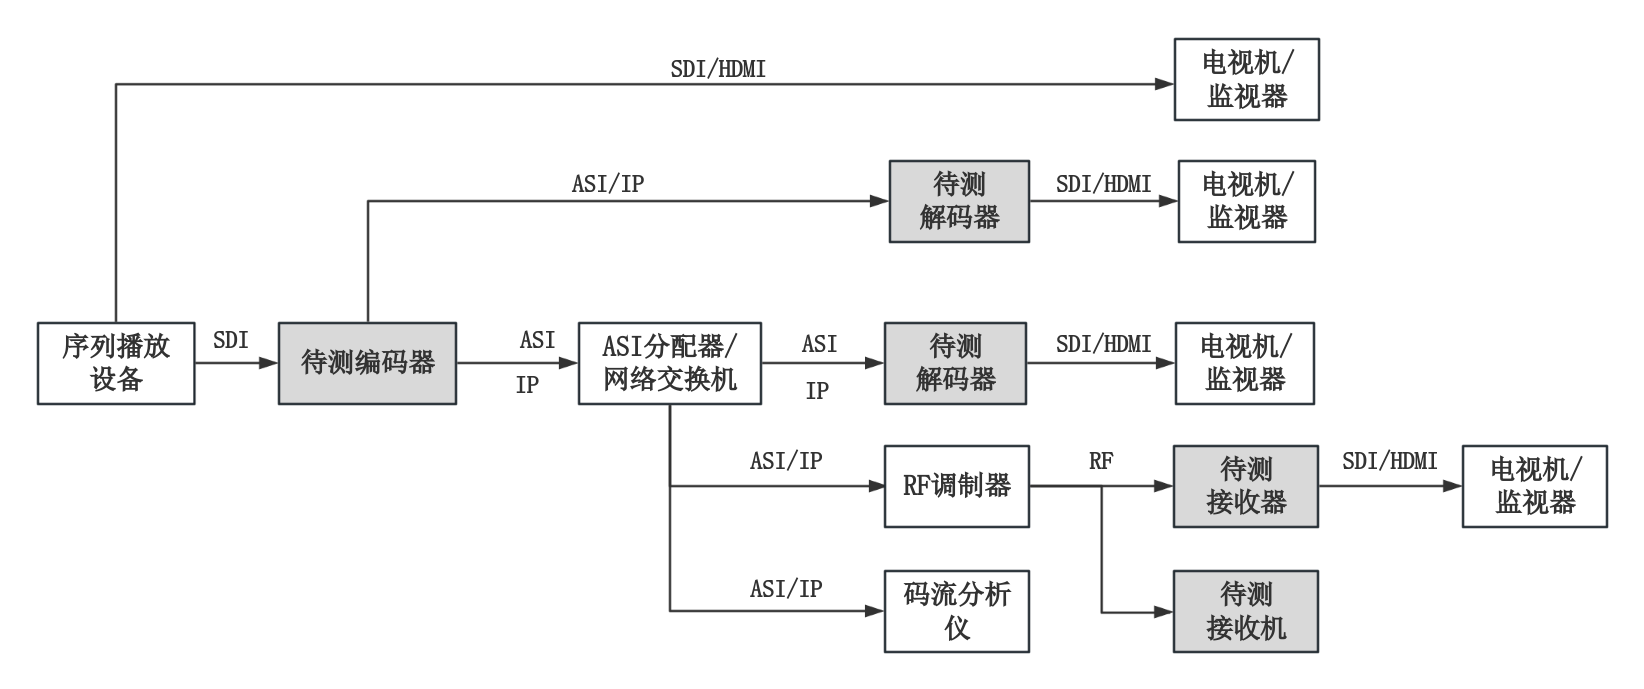 SDI/HDMI
电视机/
监视器
ASI/IP
待测
解码器
SDI/HDMI
电视机/
监视器
序列播放
设备
SDI
待测编码器
ASI
IP
ASI分配器/
网络交换机
ASI
IP
待测
解码器
SDI/HDMI
电视机/
监视器
ASI/IP
RF调制器
RF
待测
接收器
SDI/HDMI
电视机/
监视器
ASI/IP
码流分析
仪
待测
接收机